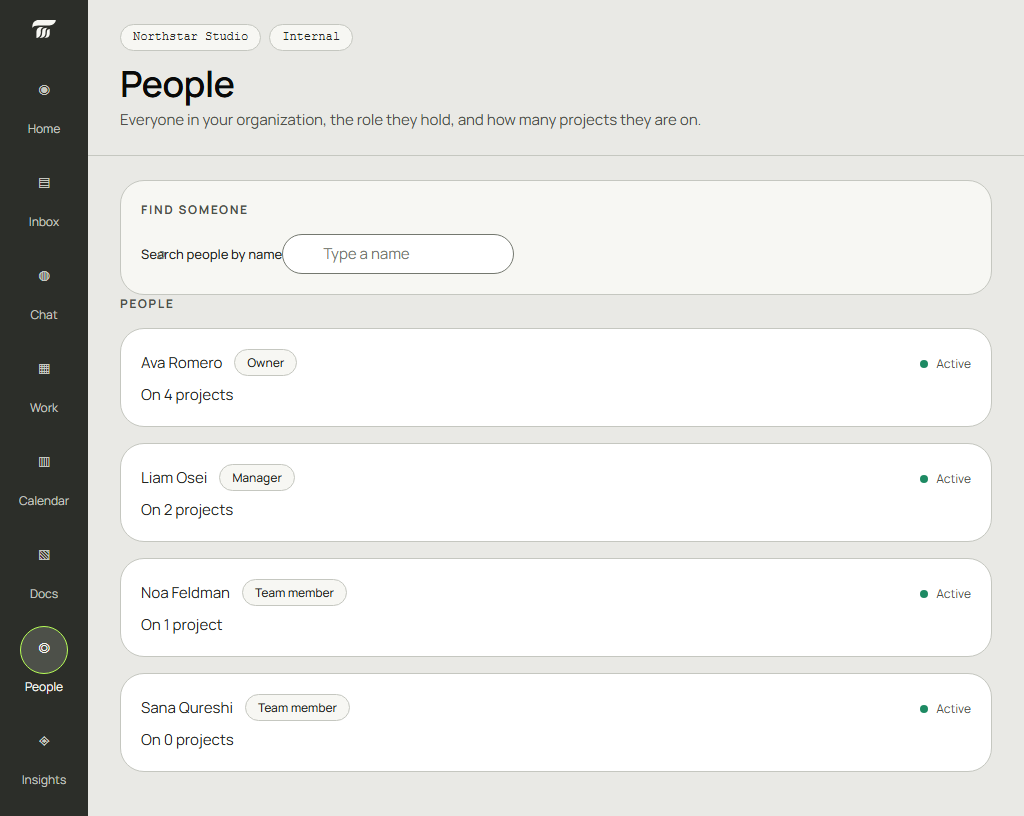 Northstar Studio
Internal
People
Everyone in your organization, the role they hold, and how many projects they are on.
Home
Inbox
Chat
Work
Calendar
Docs
People
Insights
FIND SOMEONE
Search people by name
Type a name
PEOPLE
Ava Romero
Owner
Active
On 4 projects
Liam Osei
Manager
Active
On 2 projects
Noa Feldman
Team member
Active
On 1 project
Sana Qureshi
Team member
Active
On 0 projects